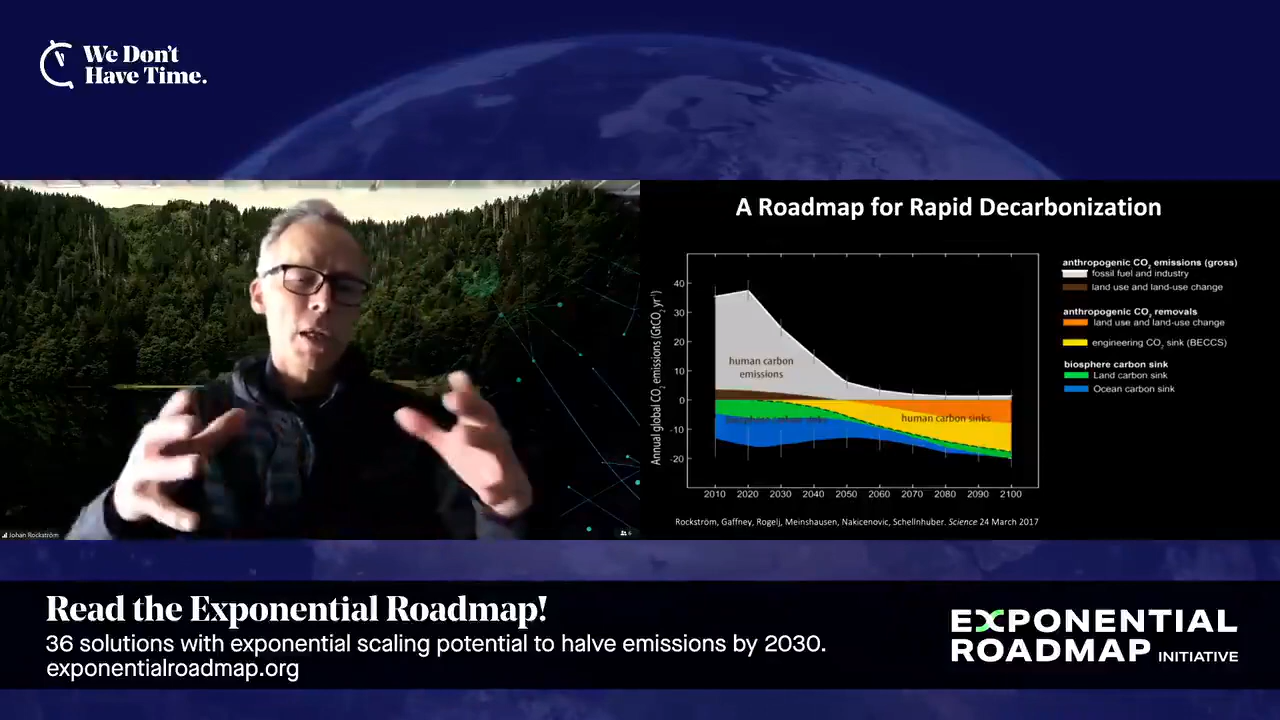 We Don't
Have Time.
A Roadmap for Rapid Decarbonization
Annual global CO₂ emissions (GtCO₂ yr⁻¹)
40
30
20
10
0
-10
-20
human carbon
emissions
human carbon sinks
biosphere carbon sinks
2010 2020 2030 2040 2050 2060 2070 2080 2090 2100
anthropogenic CO₂ emissions (gross)
fossil fuel and industry
land use and land-use change
anthropogenic CO₂ removals
land use and land-use change
engineering CO₂ sink (BECCS)
biosphere carbon sink
Land carbon sink
Ocean carbon sink
Rockström, Gaffney, Rogelj, Meinshausen, Nakicenovic, Schellnhuber. Science 24 March 2017
Johan Rockström
6
Read the Exponential Roadmap!
36 solutions with exponential scaling potential to halve emissions by 2030.
exponentialroadmap.org
EXPONENTIAL
ROADMAP INITIATIVE